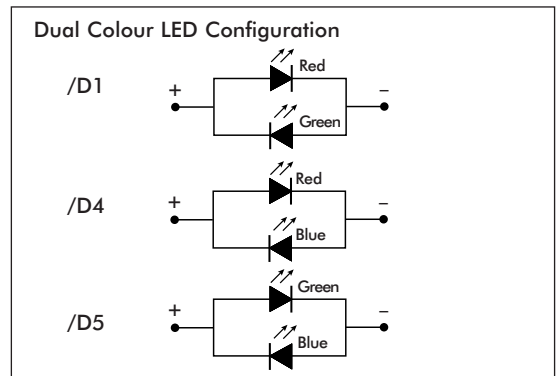 Dual Colour LED Configuration
/D1
+
Red
Green
–
/D4
+
Red
Blue
–
/D5
+
Green
Blue
–